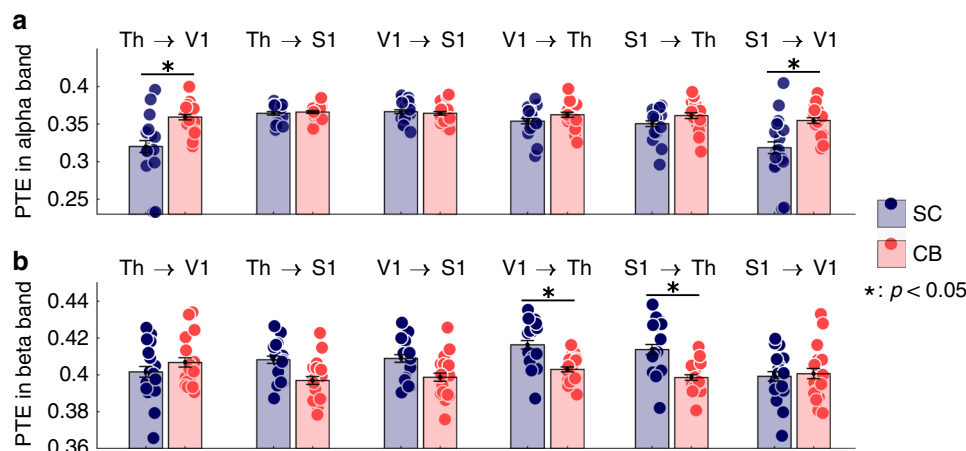 a
Th → V1 Th → S1 V1 → S1 V1 → Th S1 → Th S1 → V1
* *
PTE in alpha band
0.4
0.35
0.3
0.25
SC
CB
*: p < 0.05
b
Th → V1 Th → S1 V1 → S1 V1 → Th S1 → Th S1 → V1
* *
PTE in beta band
0.44
0.42
0.4
0.38
0.36